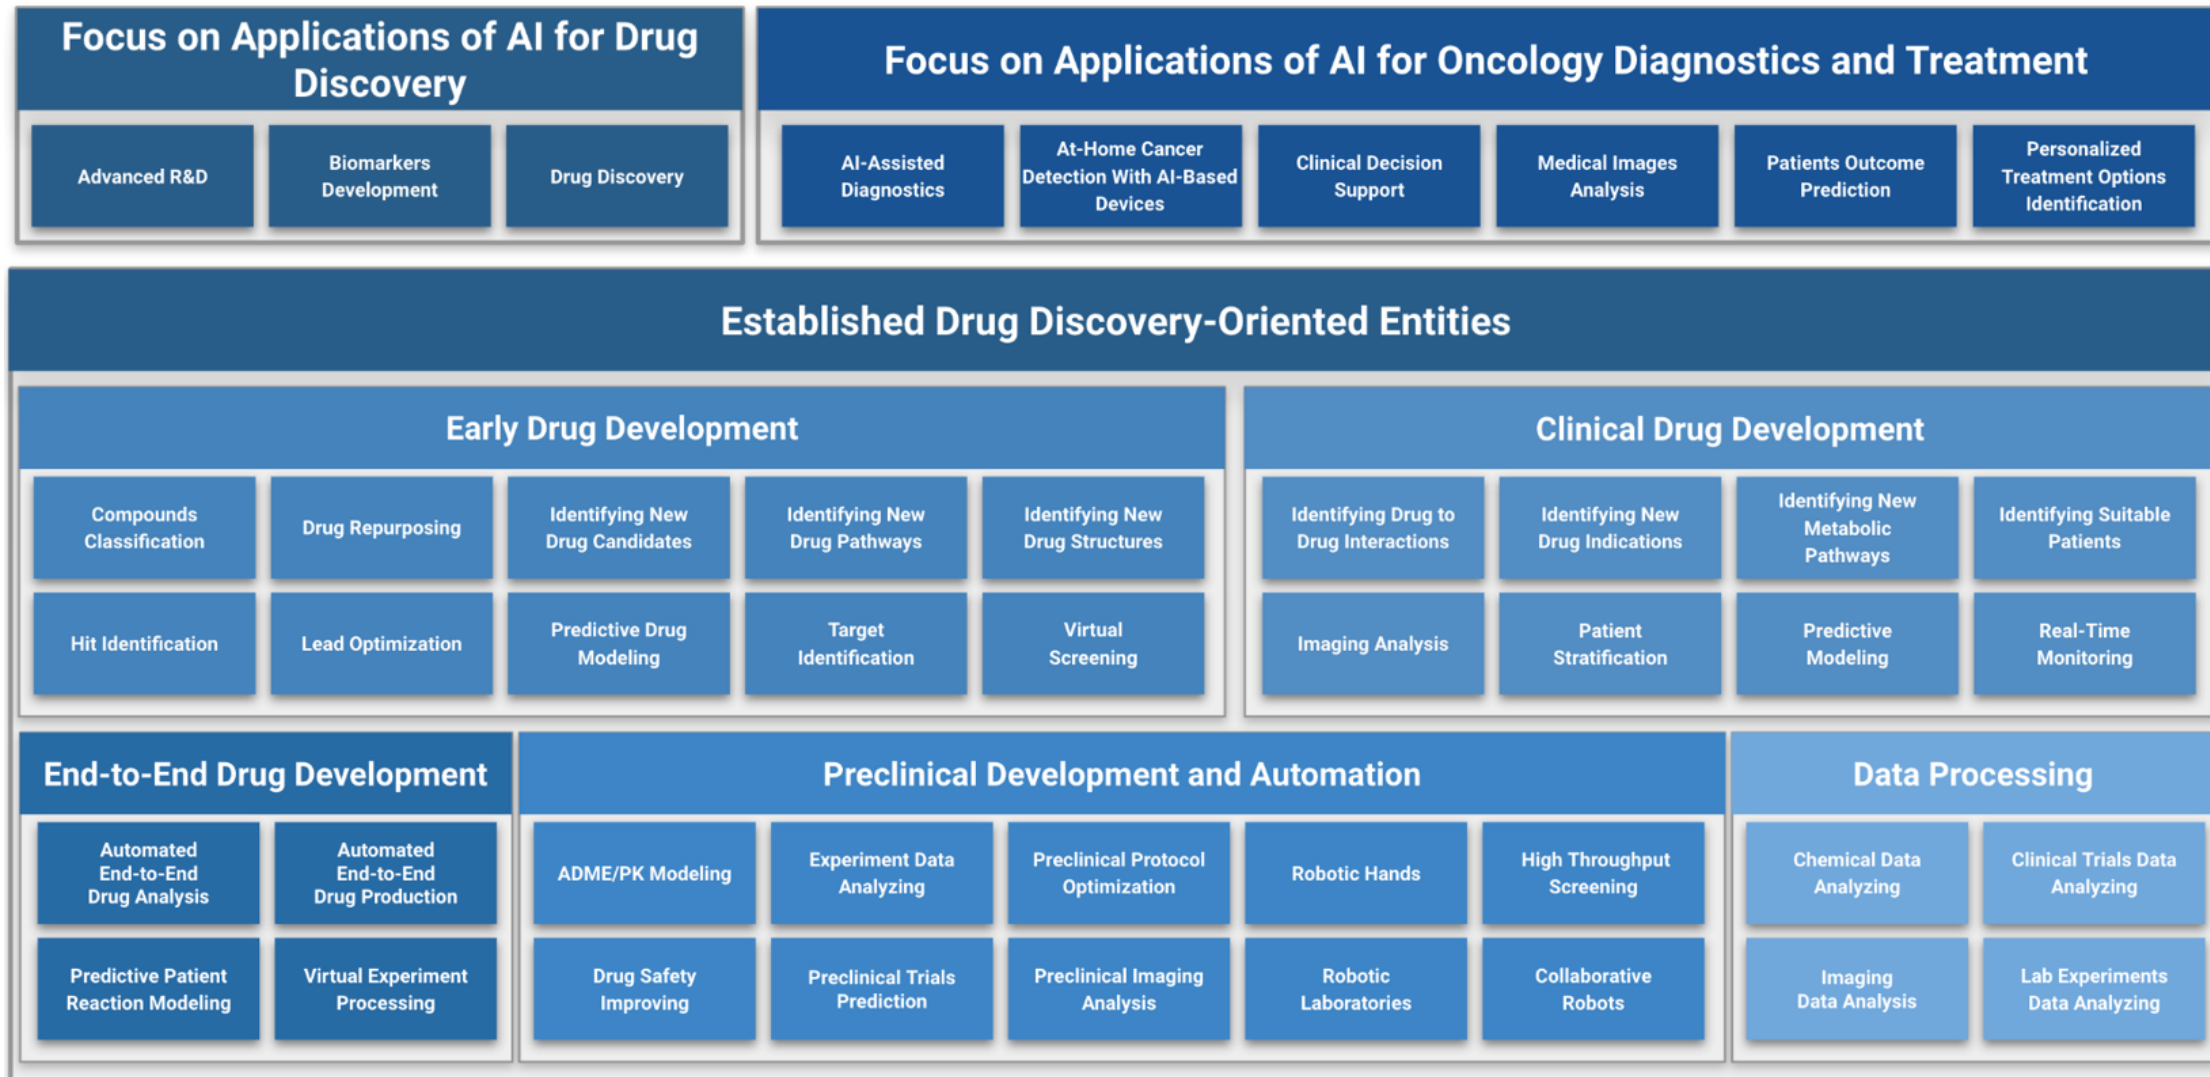 Focus on Applications of AI for Drug
Discovery
Advanced R&D
Biomarkers
Development
Drug Discovery
Focus on Applications of AI for Oncology Diagnostics and Treatment
AI-Assisted
Diagnostics
At-Home Cancer
Detection With AI-Based
Devices
Clinical Decision
Support
Medical Images
Analysis
Patients Outcome
Prediction
Personalized
Treatment Options
Identification
Established Drug Discovery-Oriented Entities
Early Drug Development
Compounds
Classification
Drug Repurposing
Identifying New
Drug Candidates
Identifying New
Drug Pathways
Identifying New
Drug Structures
Hit Identification
Lead Optimization
Predictive Drug
Modeling
Target
Identification
Virtual
Screening
Clinical Drug Development
Identifying Drug to
Drug Interactions
Identifying New
Drug Indications
Identifying New
Metabolic
Pathways
Identifying Suitable
Patients
Imaging Analysis
Patient
Stratification
Predictive
Modeling
Real-Time
Monitoring
End-to-End Drug Development
Automated
End-to-End
Drug Analysis
Automated
End-to-End
Drug Production
Predictive Patient
Reaction Modeling
Virtual Experiment
Processing
Preclinical Development and Automation
ADME/PK Modeling
Experiment Data
Analyzing
Preclinical Protocol
Optimization
Robotic Hands
High Throughput
Screening
Drug Safety
Improving
Preclinical Trials
Prediction
Preclinical Imaging
Analysis
Robotic
Laboratories
Collaborative
Robots
Data Processing
Chemical Data
Analyzing
Clinical Trials Data
Analyzing
Imaging
Data Analysis
Lab Experiments
Data Analyzing